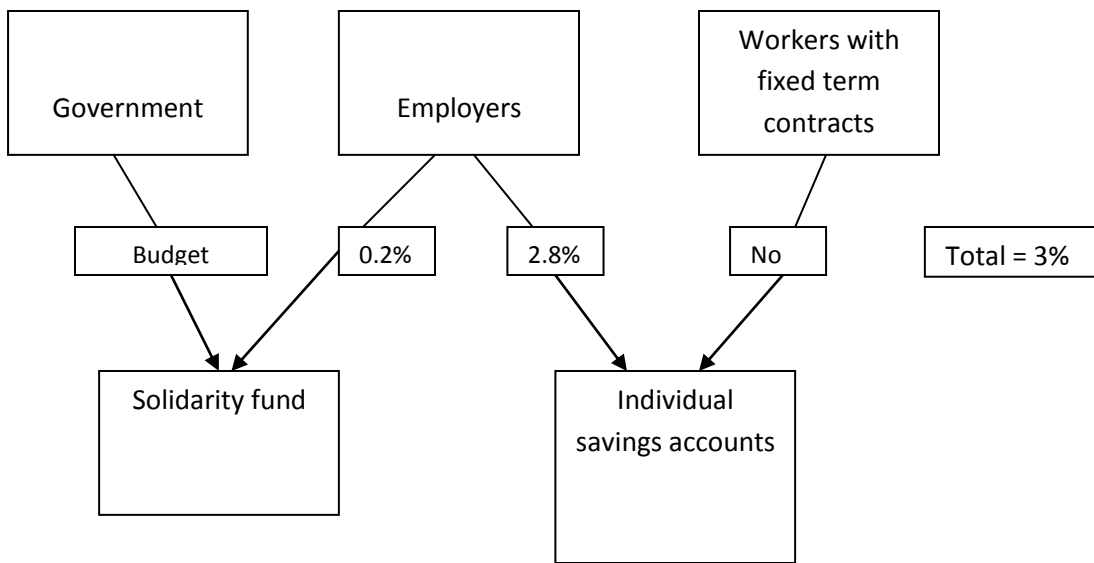 Government
Employers
Workers with
fixed term
contracts
Budget
0.2%
2.8%
No
Total = 3%
Solidarity fund
Individual
savings accounts